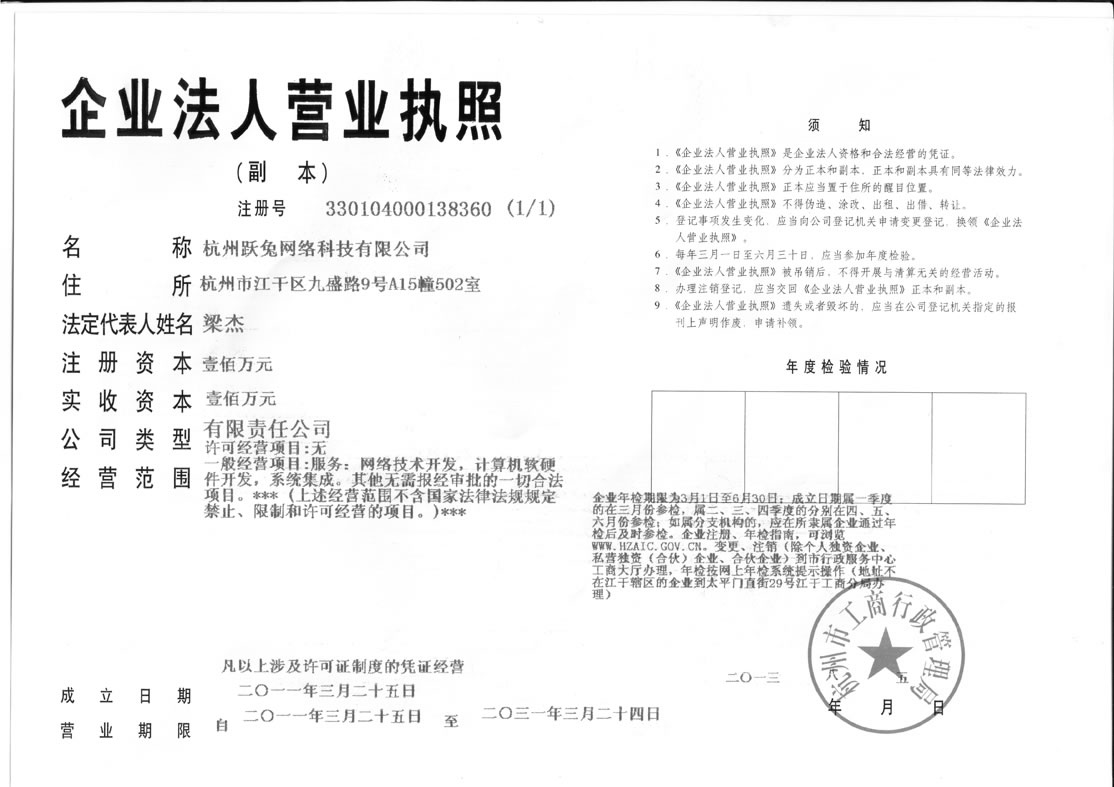 企业法人营业执照
(副 本)
注册号 330104000138360 (1/1)
名 称 杭州跃兔网络科技有限公司
住 所 杭州市江干区九盛路9号A15幢502室
法定代表人姓名 梁杰
注 册 资 本 壹佰万元
实 收 资 本 壹佰万元
公 司 类 型 有限责任公司
经 营 范 围 许可经营项目:无
一般经营项目:服务：网络技术开发，计算机软硬
件开发，系统集成。其他无需报经审批的一切合法
项目。***（上述经营范围不含国家法律法规规定
禁止、限制和许可经营的项目。)***
凡以上涉及许可证制度的凭证经营
成 立 日 期 二〇一一年三月二十五日
营 业 期 限 自 二〇一一年三月二十五日 至 二〇三一年三月二十四日
须 知
1．《企业法人营业执照》是企业法人资格和合法经营的凭证。
2．《企业法人营业执照》分为正本和副本，正本和副本具有同等法律效力。
3．《企业法人营业执照》正本应当置于住所的醒目位置。
4．《企业法人营业执照》不得伪造、涂改、出租、出借、转让。
5．登记事项发生变化，应当向公司登记机关申请变更登记，换领《企业法
人营业执照》。
6．每年三月一日至六月三十日，应当参加年度检验。
7．《企业法人营业执照》被吊销后，不得开展与清算无关的经营活动。
8．办理注销登记，应当交回《企业法人营业执照》正本和副本。
9．《企业法人营业执照》遗失或者毁坏的，应当在公司登记机关指定的报
刊上声明作废，申请补领。
年度检验情况
企业年检期限为3月1日至6月30日；成立日期属一季度
的在三月份参检，属二、三、四季度的分别在四、五、
六月份参检；如属分支机构的，应在所隶属企业通过年
检后及时参检。企业注册、年检指南，可浏览
WWW.HZAIC.GOV.CN。变更、注销（除个人独资企业、
私营独资（合伙）企业、合伙企业）到市行政服务中心
工商大厅办理，年检按网上年检系统提示操作（地址不
在江干辖区的企业到太平门直街29号江干工商分局办
理）
杭州市工商行政管理局
二〇一三 八 五
年 月 日